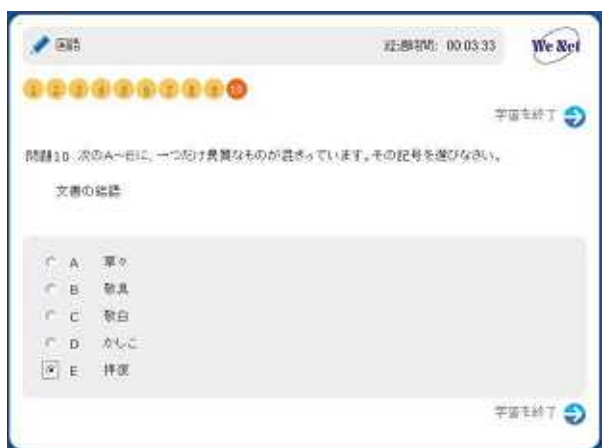 国語
経過時間: 00:03:33
We Net
1 2 3 4 5 6 7 8 9 10
学習を終了
問題10 次のA～Eに、一つだけ異質なものが混ざっています。その記号を選びなさい。
文書の結語
A 草々
B 敬具
C 敬白
D かしこ
E 拝復
学習を終了